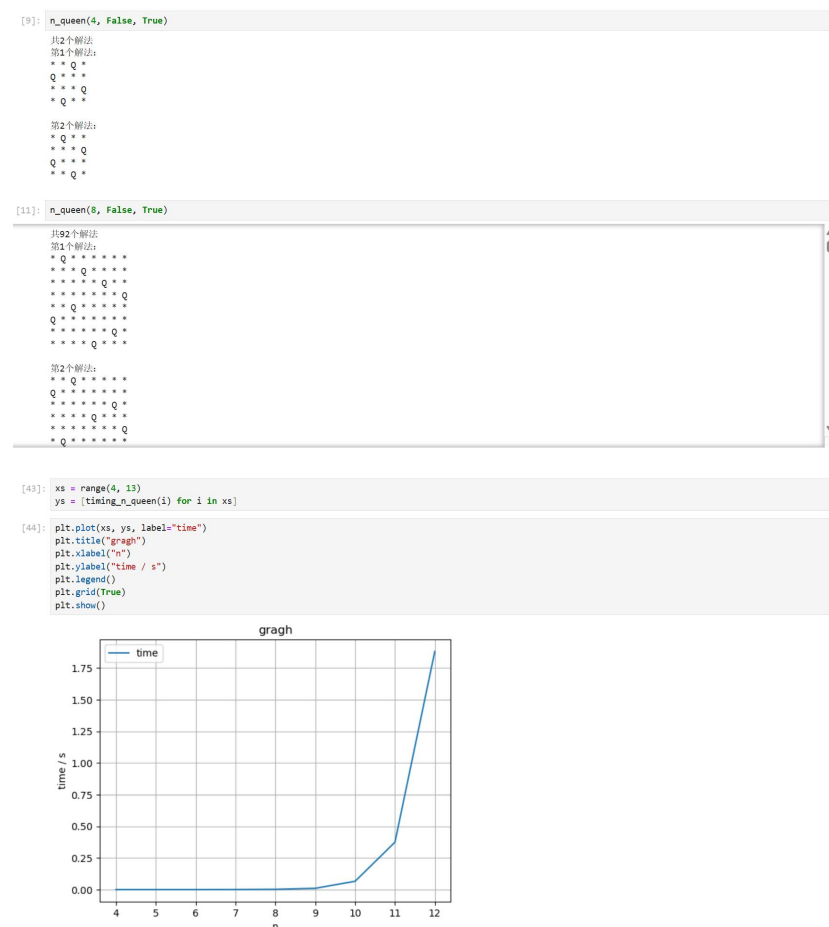 [9]: n_queen(4, False, True)
共2个解法
第1个解法:
* * Q *
Q * * *
* * * Q
* Q * *
第2个解法:
* Q * *
* * * Q
Q * * *
* * Q *
[11]: n_queen(8, False, True)
共92个解法
第1个解法:
* Q * * * * * *
* * * Q * * * *
* * * * * Q * *
* * * * * * * Q
* * Q * * * * *
Q * * * * * * *
* * * * * * Q *
* * * * Q * * *
第2个解法:
* * Q * * * * *
Q * * * * * * *
* * * * * * Q *
* * * * Q * * *
* * * * * * * Q
* Q * * * * * *
[43]: xs = range(4, 13)
ys = [timing_n_queen(i) for i in xs]
[44]: plt.plot(xs, ys, label="time")
plt.title("gragh")
plt.xlabel("n")
plt.ylabel("time / s")
plt.legend()
plt.grid(True)
plt.show()
gragh
time
1.75
1.50
1.25
1.00
0.75
0.50
0.25
0.00
time / s
4 5 6 7 8 9 10 11 12
n